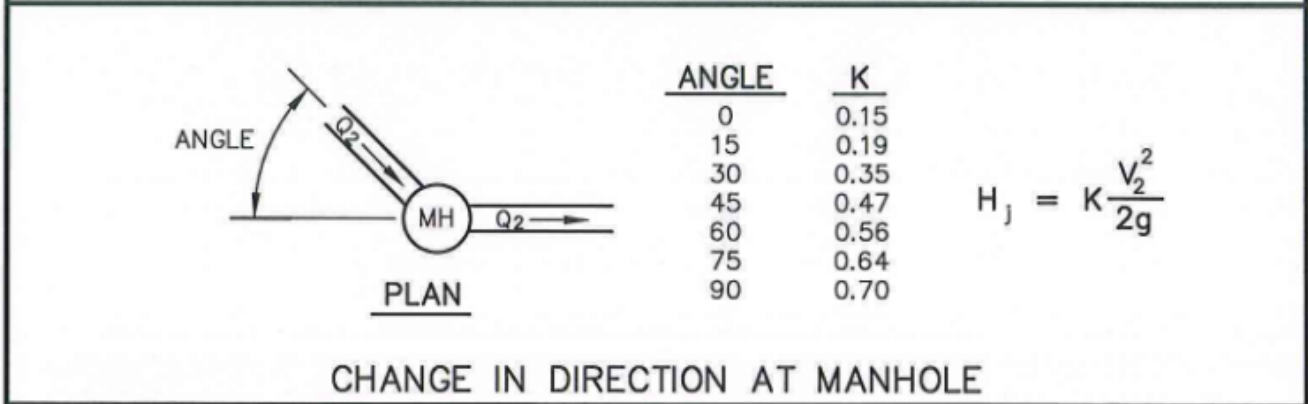 ANGLE
Q2
MH
Q2
PLAN
ANGLE K
0 0.15
15 0.19
30 0.35
45 0.47
60 0.56
75 0.64
90 0.70
H j = K V2²/2g
CHANGE IN DIRECTION AT MANHOLE